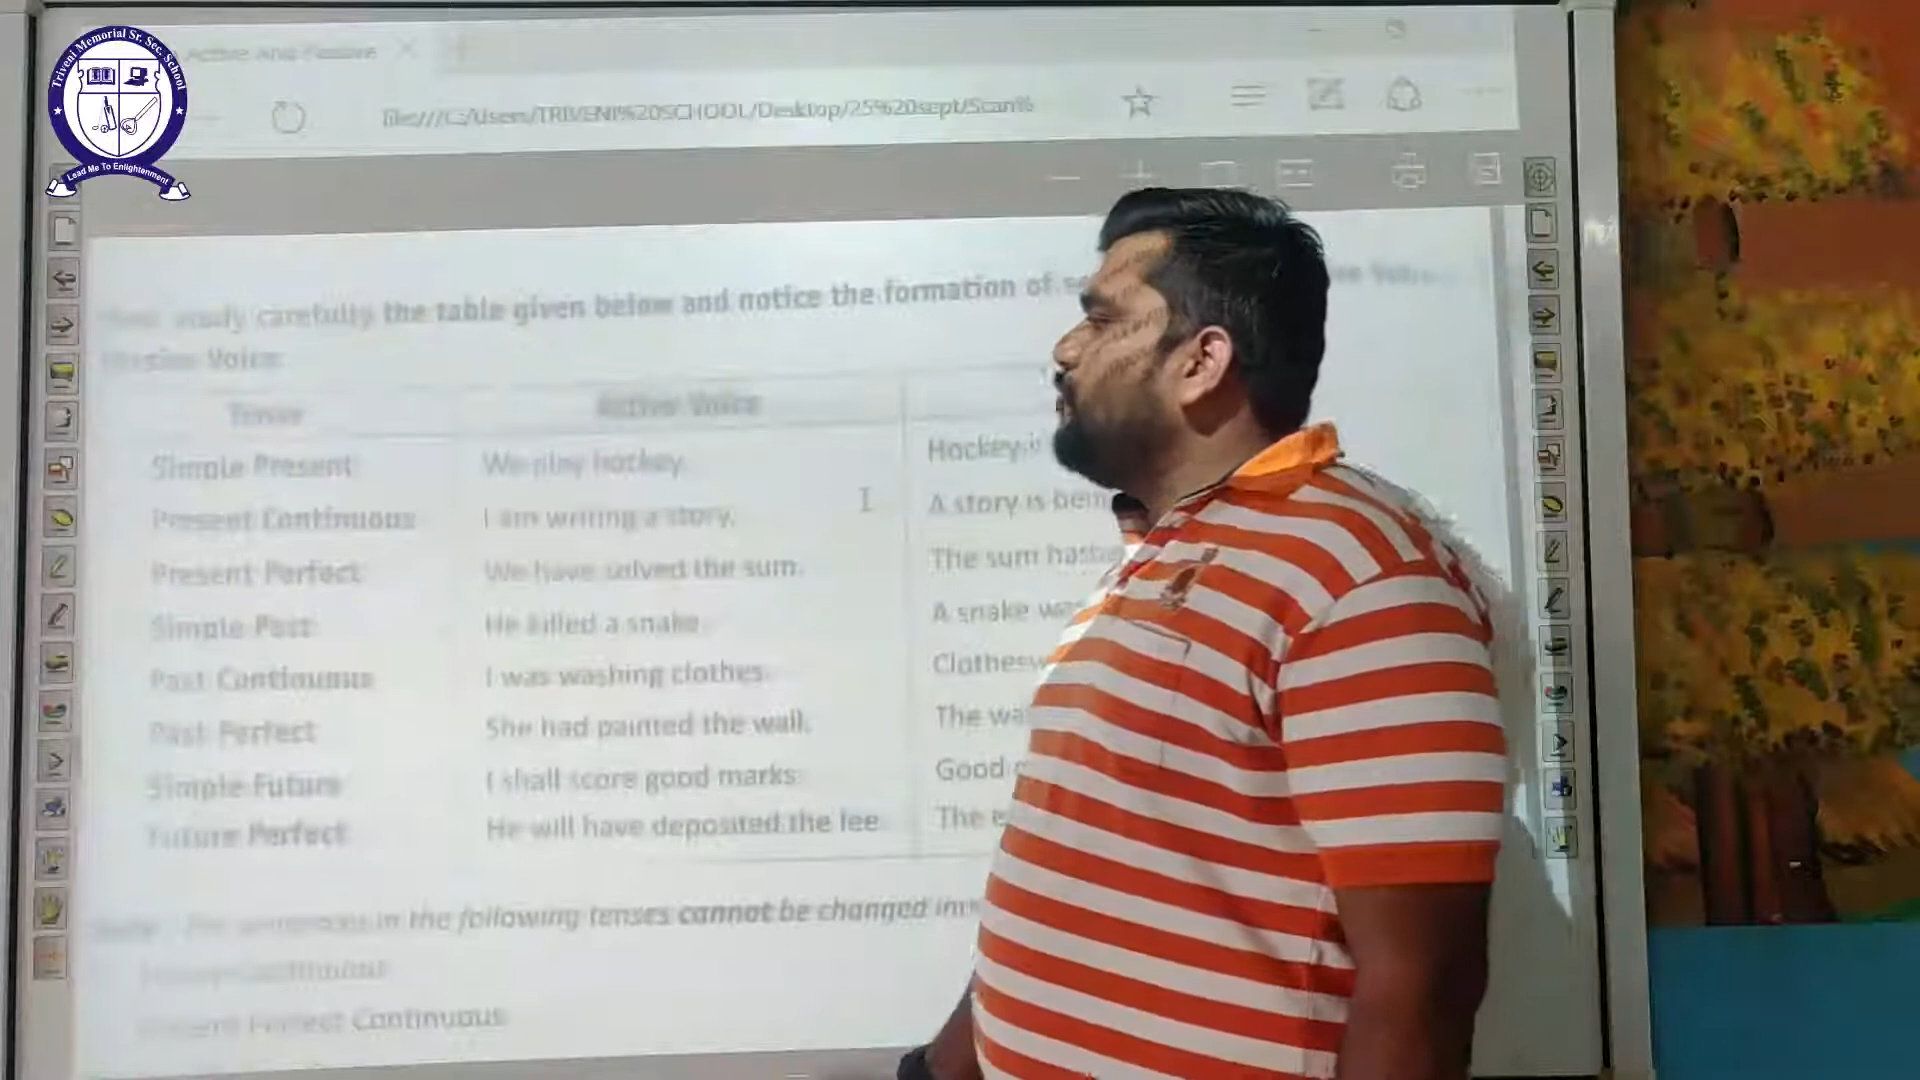 Triveni Memorial Sr. Sec. School
Lead Me To Enlightenment
Active And Passive
file:///C:/Users/TRIVENI%20SCHOOL/Desktop/25%20sept/Scan%
study carefully the table given below and notice the formation of
Passive Voice
Tense Active Voice
Simple Present We play hockey Hockey is
Present Continuous I am writing a story. A story is bein
Present Perfect We have solved the sum. The sum has
Simple Past He killed a snake. A snake was
Past Continuous I was washing clothes. Clothes w
Past Perfect She had painted the wall. The wa
Simple Future I shall score good marks Good
Future Perfect He will have deposited the fee The
in the following tenses cannot be changed
Continuous
Present Perfect Continuous